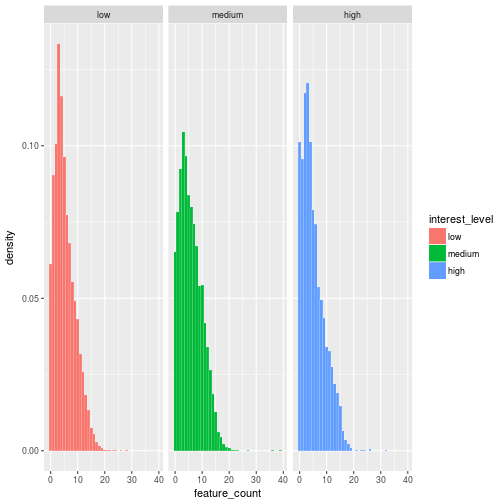 low medium high
0.10
0.05
0.00
density
0 10 20 30 40 0 10 20 30 40 0 10 20 30 40
feature_count
interest_level
low
medium
high